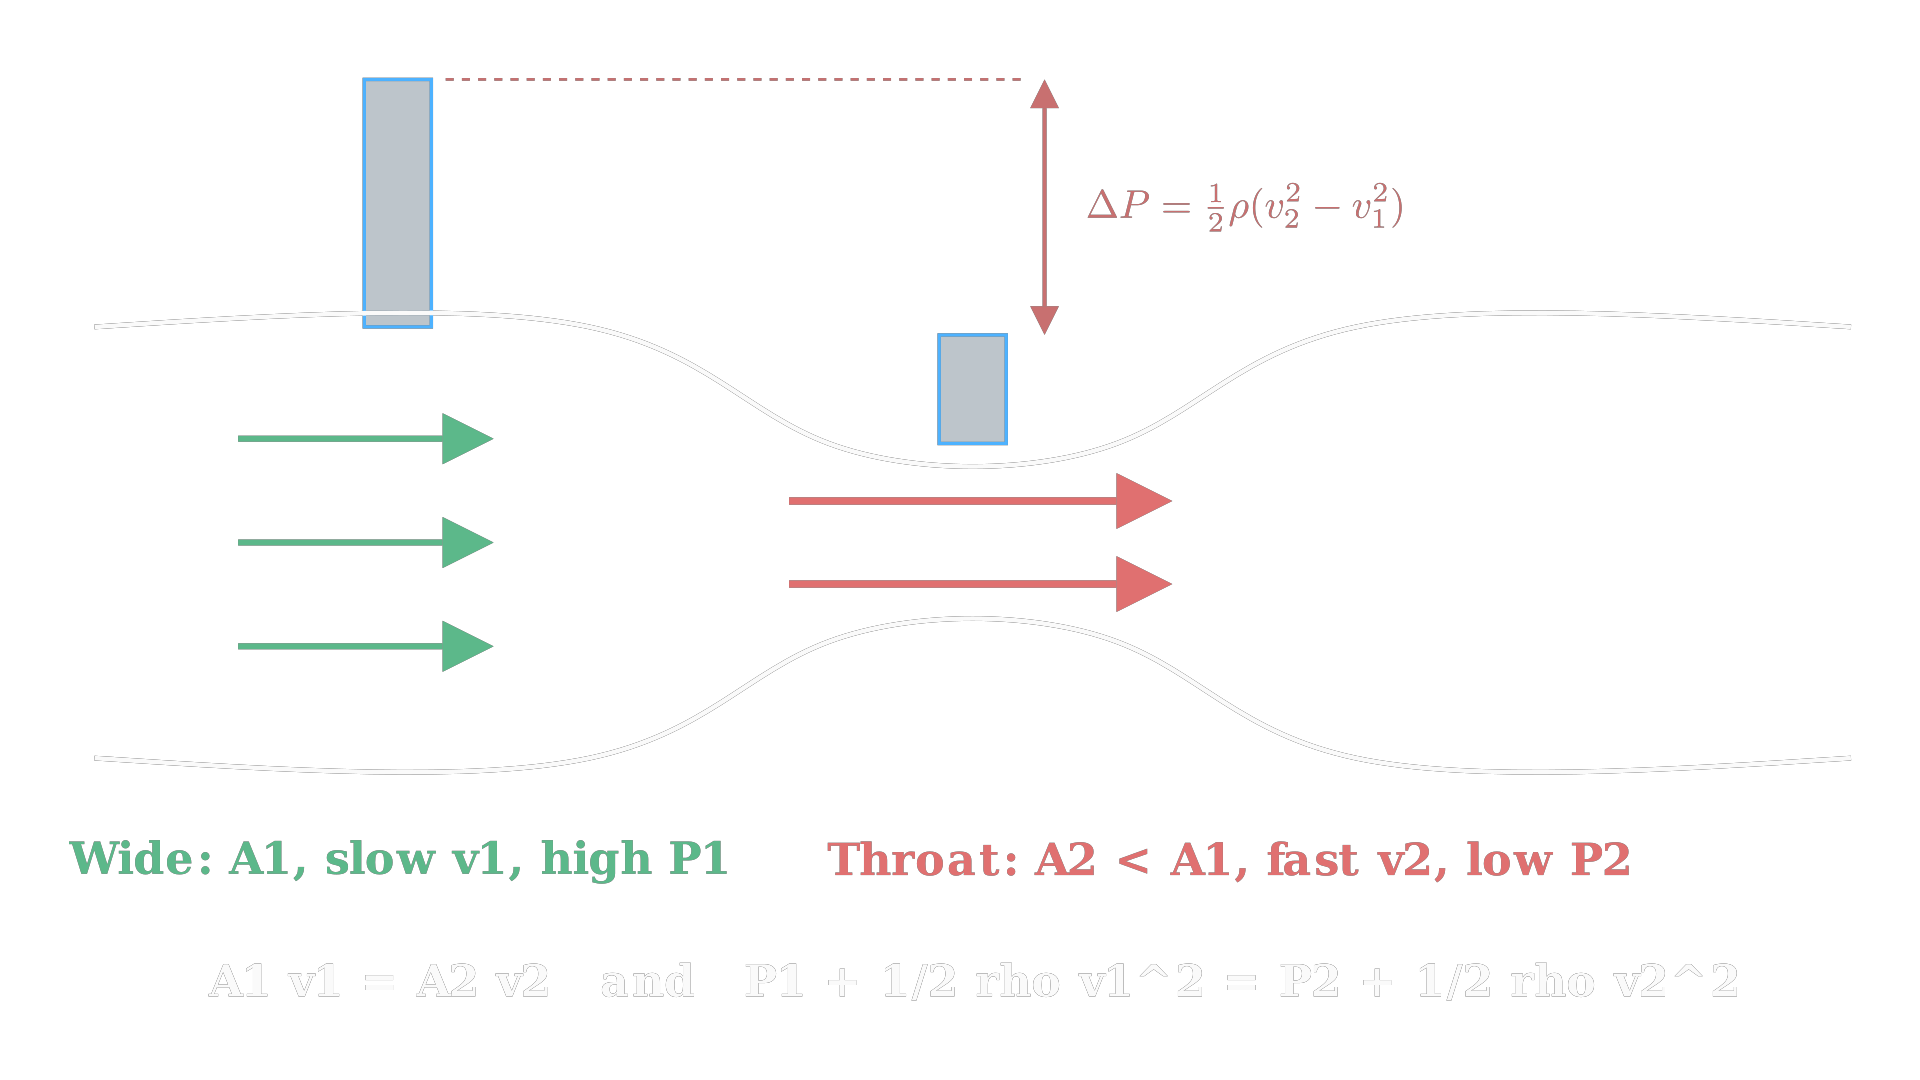 ΔP = 1/2 ρ(v₂² − v₁²)
Wide: A1, slow v1, high P1
Throat: A2 < A1, fast v2, low P2
A1 v1 = A2 v2 and P1 + 1/2 rho v1^2 = P2 + 1/2 rho v2^2